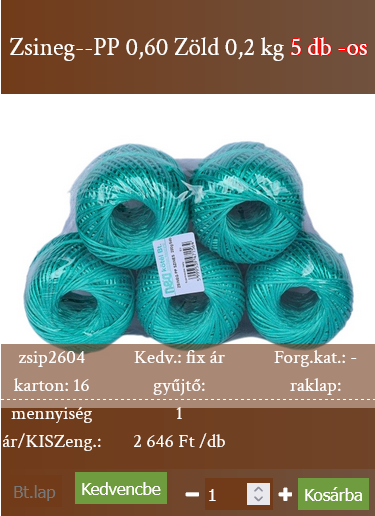 Zsineg--PP 0,60 Zöld 0,2 kg 5 db -os
zsip2604 Kedv.: fix ár Forg.kat.: -
karton: 16 gyűjtő: raklap:
mennyiség 1
ár/KISZeng.: 2 646 Ft /db
Bt.lap Kedvencbe 1 Kosárba